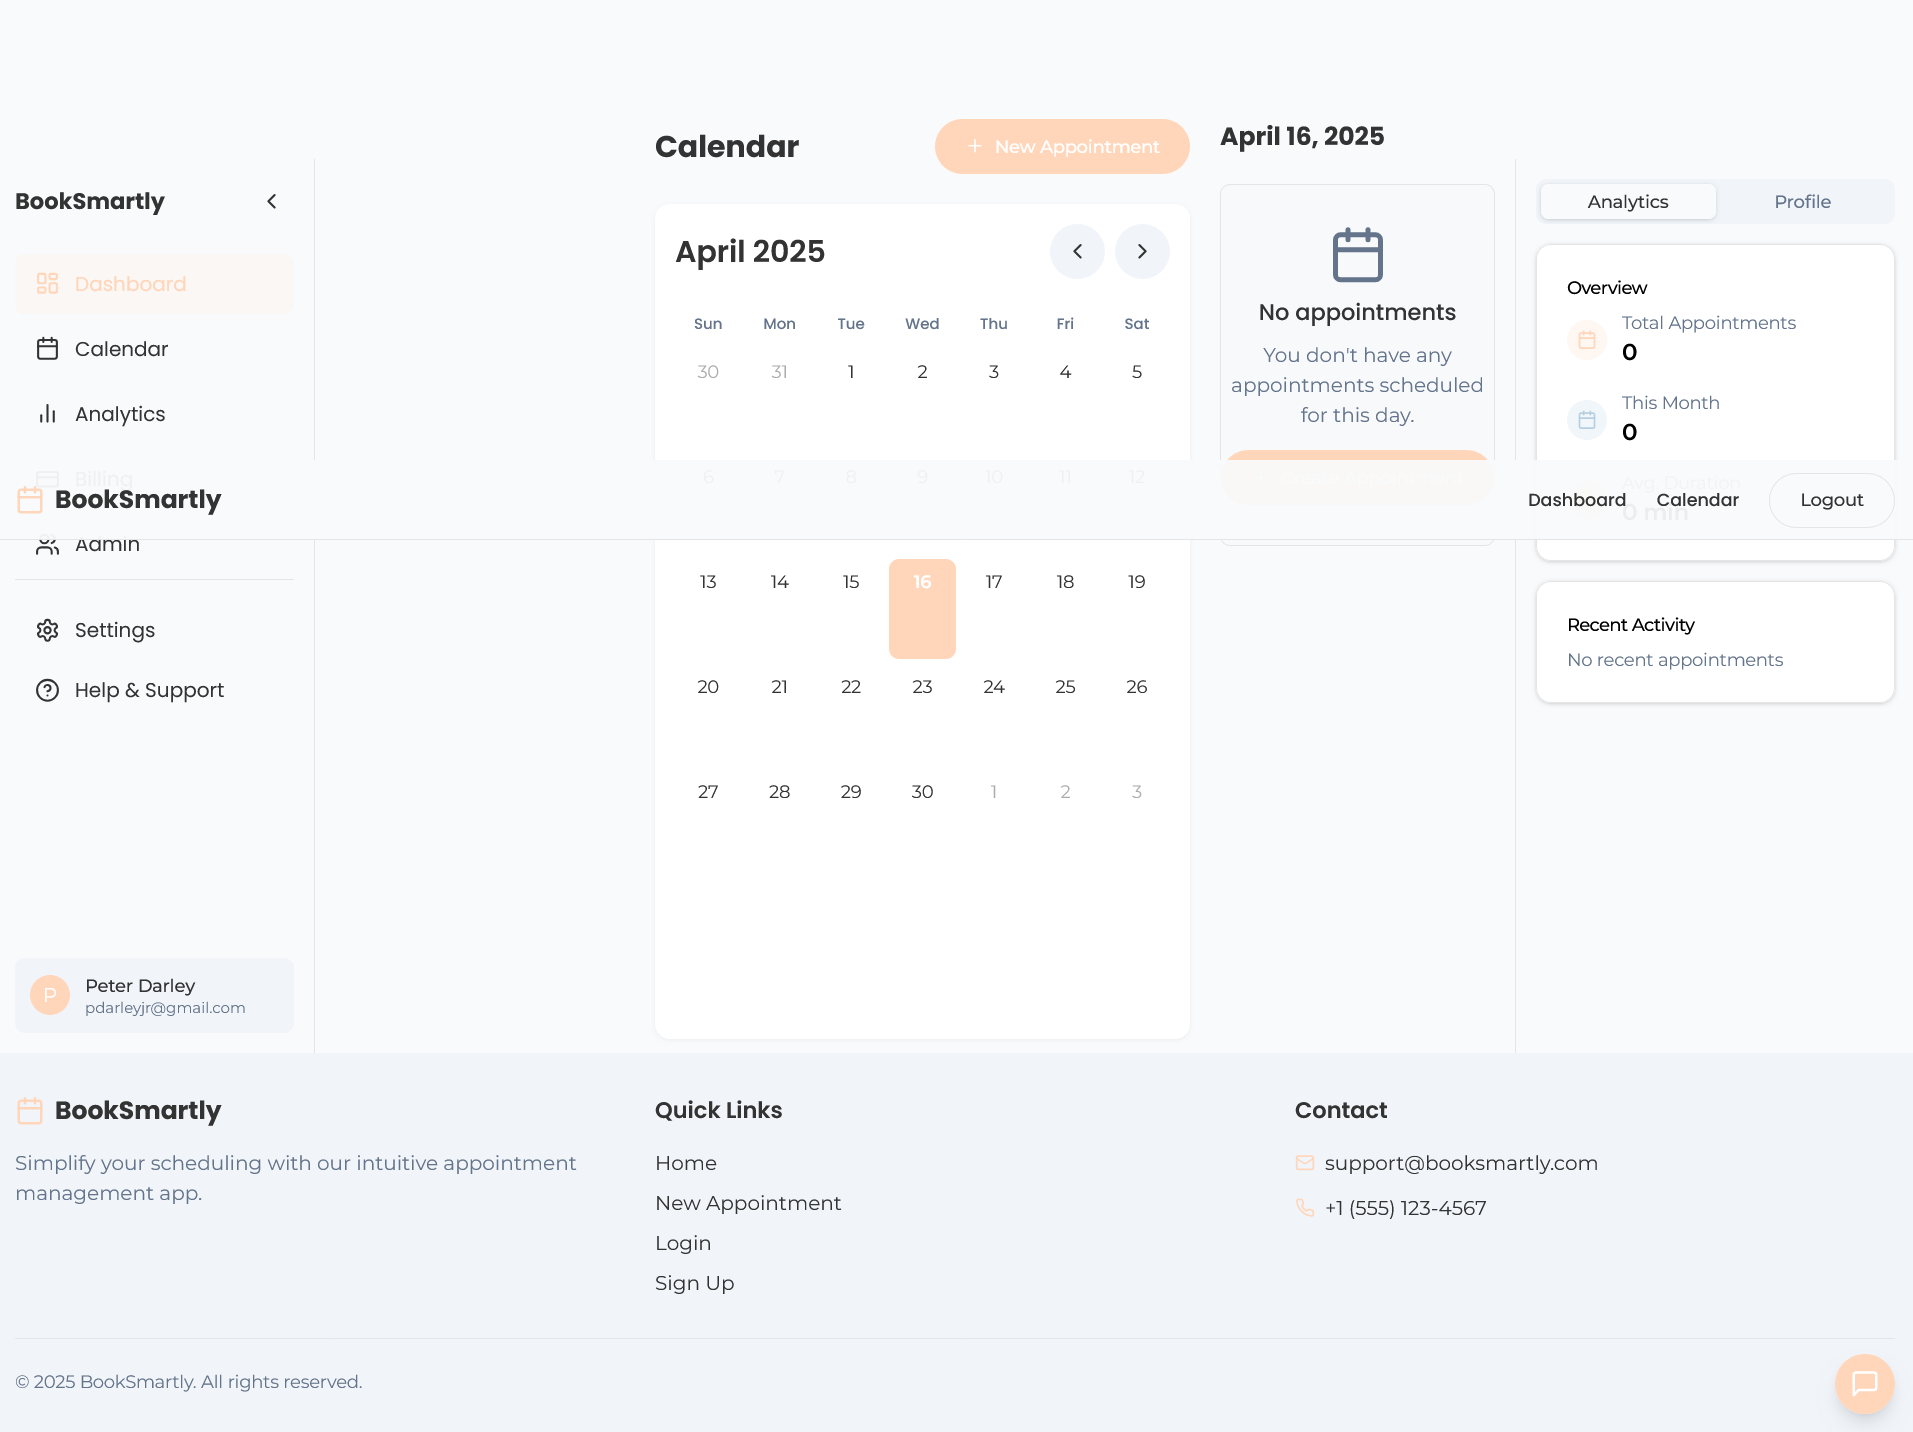 BookSmartly
Dashboard
Calendar
Analytics
Billing
Admin
Settings
Help & Support
P
Peter Darley
pdarleyjr@gmail.com
Calendar
+ New Appointment
April 2025
Sun Mon Tue Wed Thu Fri Sat
30 31 1 2 3 4 5
6 7 8 9 10 11 12
13 14 15 16 17 18 19
20 21 22 23 24 25 26
27 28 29 30 1 2 3
April 16, 2025
No appointments
You don't have any
appointments scheduled
for this day.
Analytics Profile
Overview
Total Appointments
0
This Month
0
Avg. Duration
0 min
Recent Activity
No recent appointments
BookSmartly
Dashboard Calendar Logout
BookSmartly
Simplify your scheduling with our intuitive appointment
management app.
Quick Links
Home
New Appointment
Login
Sign Up
Contact
support@booksmartly.com
+1 (555) 123-4567
© 2025 BookSmartly. All rights reserved.